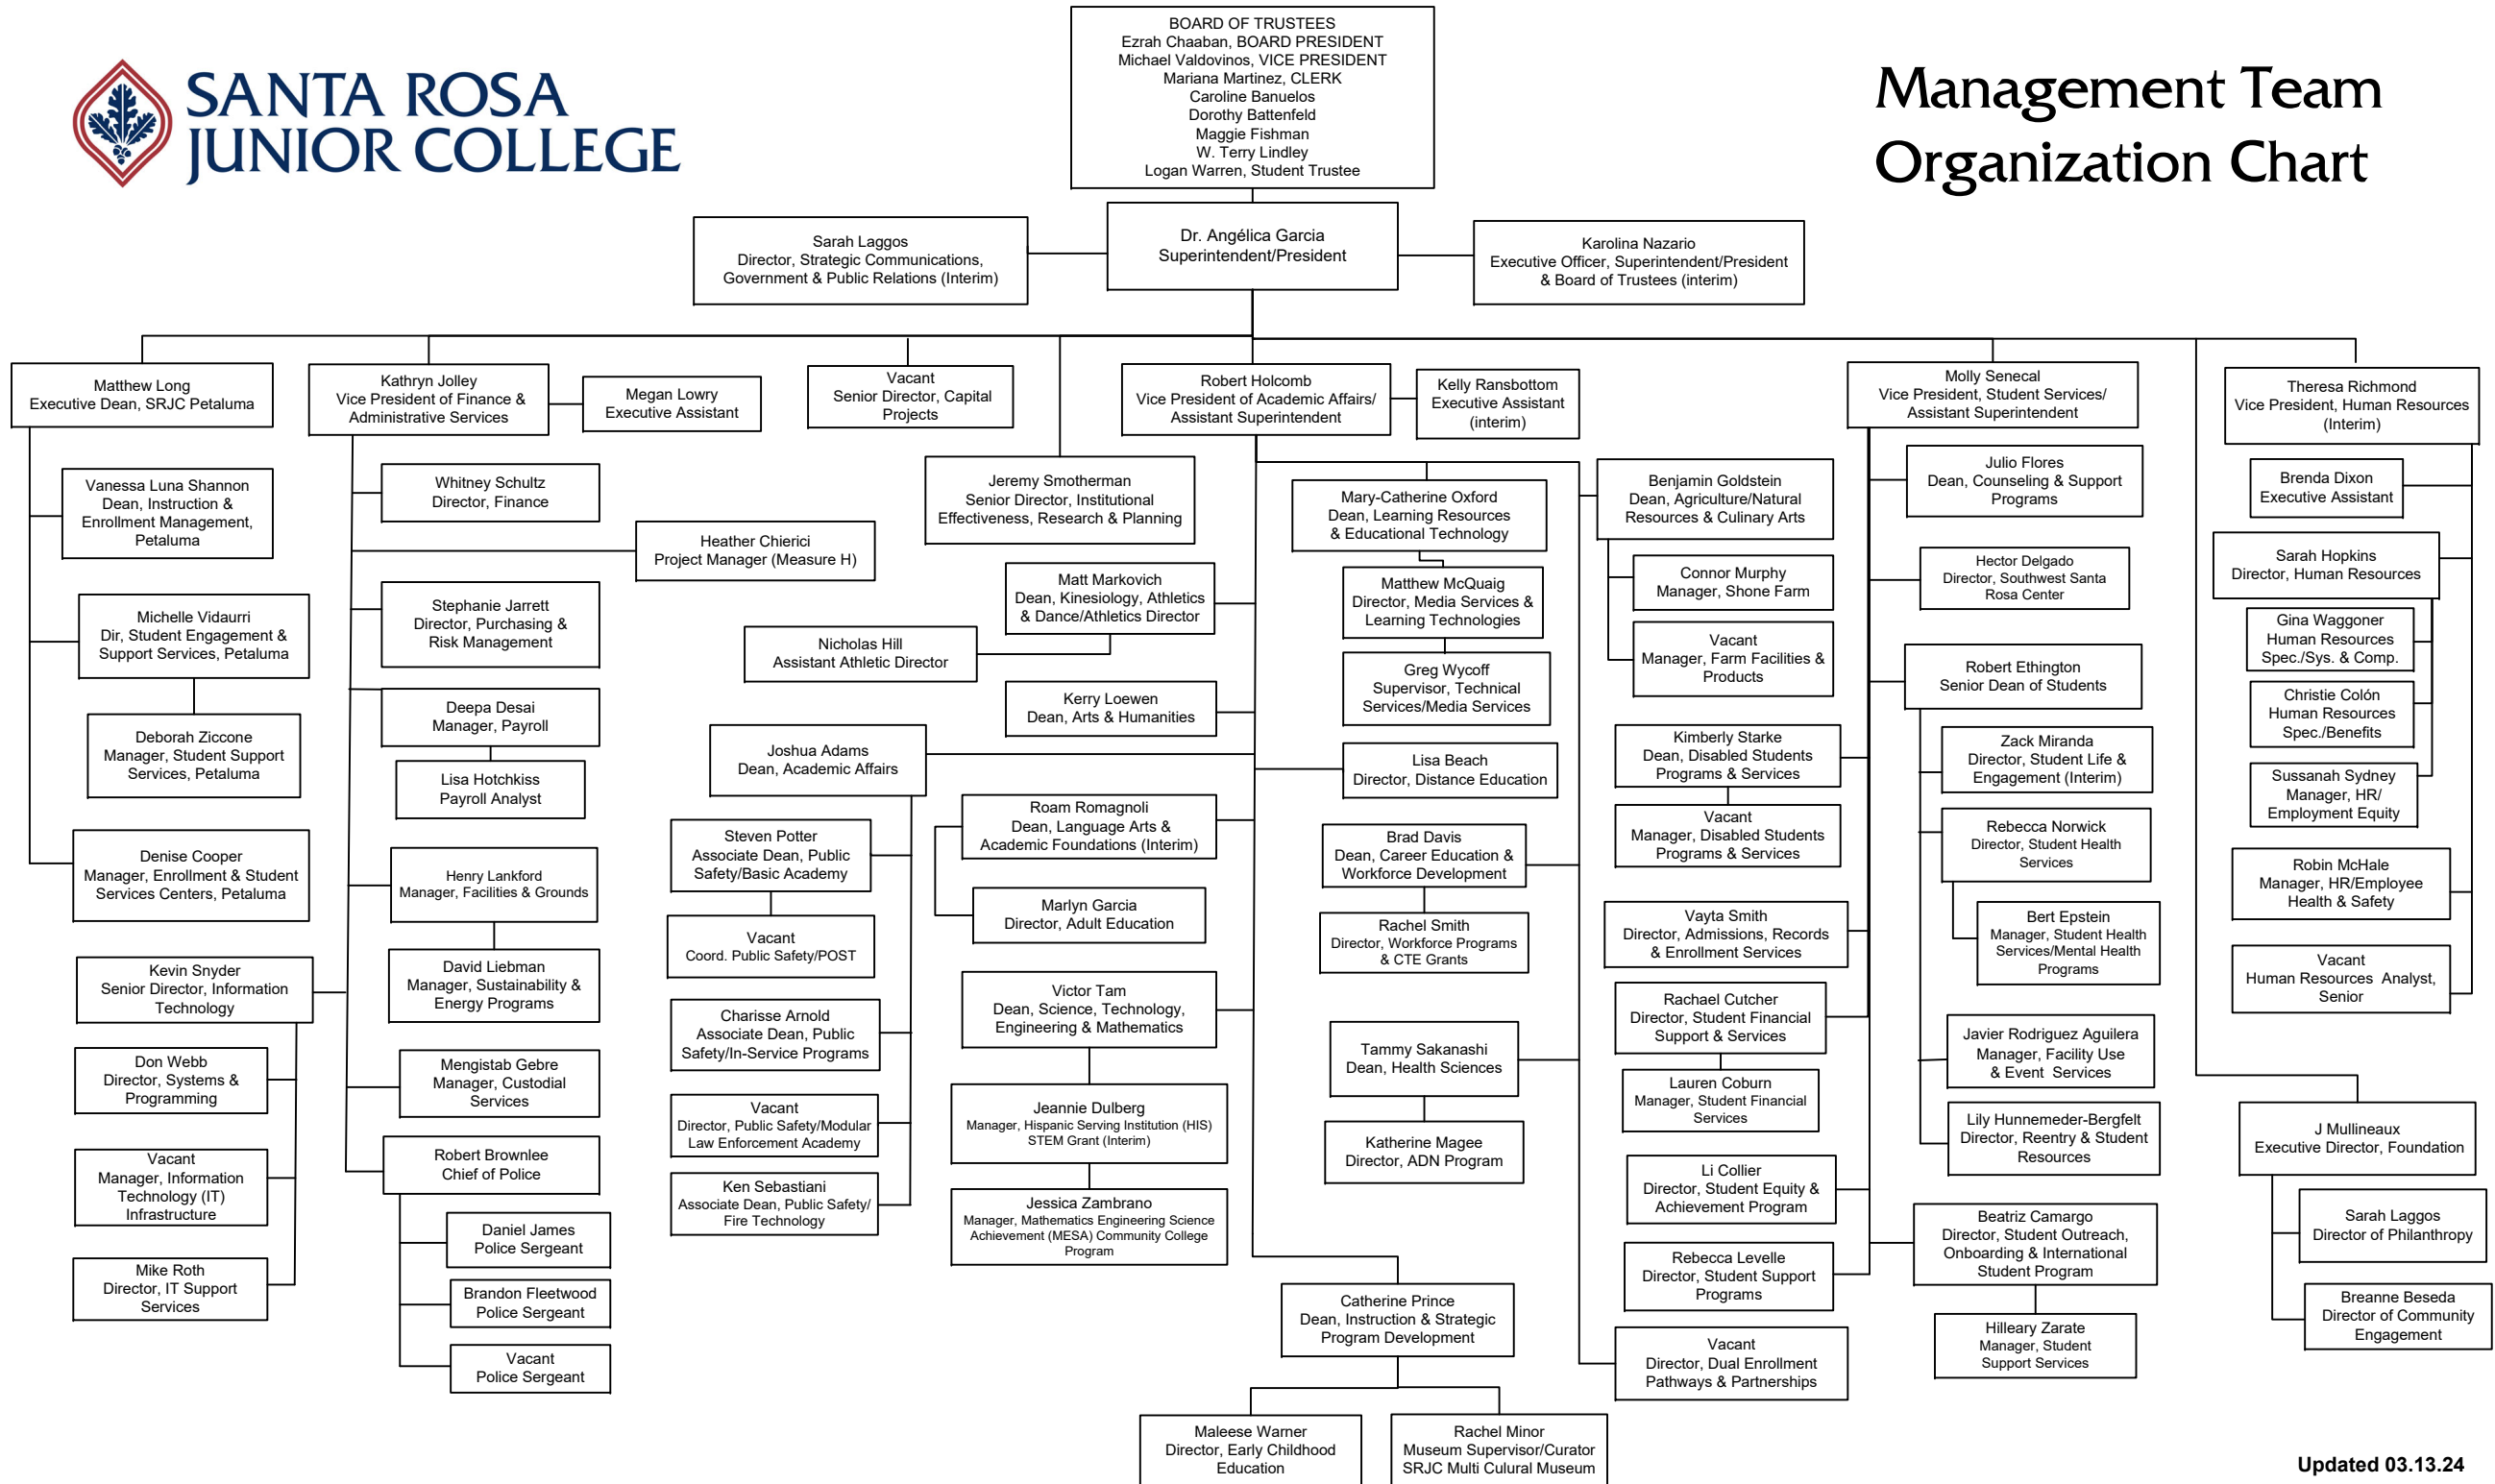 SANTA ROSA
JUNIOR COLLEGE
Management Team
Organization Chart
BOARD OF TRUSTEES
Ezrah Chaaban, BOARD PRESIDENT
Michael Valdovinos, VICE PRESIDENT
Mariana Martinez, CLERK
Caroline Banuelos
Dorothy Battenfeld
Maggie Fishman
W. Terry Lindley
Logan Warren, Student Trustee
Sarah Laggos
Director, Strategic Communications,
Government & Public Relations (Interim)
Dr. Angélica Garcia
Superintendent/President
Karolina Nazario
Executive Officer, Superintendent/President
& Board of Trustees (interim)
Matthew Long
Executive Dean, SRJC Petaluma
Vanessa Luna Shannon
Dean, Instruction &
Enrollment Management,
Petaluma
Michelle Vidaurri
Dir, Student Engagement &
Support Services, Petaluma
Deborah Ziccone
Manager, Student Support
Services, Petaluma
Denise Cooper
Manager, Enrollment & Student
Services Centers, Petaluma
Kathryn Jolley
Vice President of Finance &
Administrative Services
Megan Lowry
Executive Assistant
Whitney Schultz
Director, Finance
Heather Chierici
Project Manager (Measure H)
Stephanie Jarrett
Director, Purchasing &
Risk Management
Deepa Desai
Manager, Payroll
Lisa Hotchkiss
Payroll Analyst
Henry Lankford
Manager, Facilities & Grounds
David Liebman
Manager, Sustainability &
Energy Programs
Kevin Snyder
Senior Director, Information
Technology
Don Webb
Director, Systems &
Programming
Vacant
Manager, Information
Technology (IT)
Infrastructure
Mike Roth
Director, IT Support
Services
Mengistab Gebre
Manager, Custodial
Services
Robert Brownlee
Chief of Police
Daniel James
Police Sergeant
Brandon Fleetwood
Police Sergeant
Vacant
Police Sergeant
Vacant
Senior Director, Capital
Projects
Jeremy Smotherman
Senior Director, Institutional
Effectiveness, Research & Planning
Robert Holcomb
Vice President of Academic Affairs/
Assistant Superintendent
Kelly Ransbottom
Executive Assistant
(interim)
Matt Markovich
Dean, Kinesiology, Athletics
& Dance/Athletics Director
Nicholas Hill
Assistant Athletic Director
Kerry Loewen
Dean, Arts & Humanities
Joshua Adams
Dean, Academic Affairs
Steven Potter
Associate Dean, Public
Safety/Basic Academy
Vacant
Coord. Public Safety/POST
Charisse Arnold
Associate Dean, Public
Safety/In-Service Programs
Vacant
Director, Public Safety/Modular
Law Enforcement Academy
Ken Sebastiani
Associate Dean, Public Safety/
Fire Technology
Roam Romagnoli
Dean, Language Arts &
Academic Foundations (Interim)
Marlyn Garcia
Director, Adult Education
Victor Tam
Dean, Science, Technology,
Engineering & Mathematics
Jeannie Dulberg
Manager, Hispanic Serving Institution (HIS)
STEM Grant (Interim)
Jessica Zambrano
Manager, Mathematics Engineering Science
Achievement (MESA) Community College
Program
Mary-Catherine Oxford
Dean, Learning Resources
& Educational Technology
Matthew McQuaig
Director, Media Services &
Learning Technologies
Greg Wycoff
Supervisor, Technical
Services/Media Services
Lisa Beach
Director, Distance Education
Brad Davis
Dean, Career Education &
Workforce Development
Rachel Smith
Director, Workforce Programs
& CTE Grants
Tammy Sakanashi
Dean, Health Sciences
Katherine Magee
Director, ADN Program
Catherine Prince
Dean, Instruction & Strategic
Program Development
Maleese Warner
Director, Early Childhood
Education
Rachel Minor
Museum Supervisor/Curator
SRJC Multi Culural Museum
Benjamin Goldstein
Dean, Agriculture/Natural
Resources & Culinary Arts
Connor Murphy
Manager, Shone Farm
Vacant
Manager, Farm Facilities &
Products
Vacant
Director, Dual Enrollment
Pathways & Partnerships
Molly Senecal
Vice President, Student Services/
Assistant Superintendent
Julio Flores
Dean, Counseling & Support
Programs
Hector Delgado
Director, Southwest Santa
Rosa Center
Robert Ethington
Senior Dean of Students
Zack Miranda
Director, Student Life &
Engagement (Interim)
Rebecca Norwick
Director, Student Health
Services
Bert Epstein
Manager, Student Health
Services/Mental Health
Programs
Javier Rodriguez Aguilera
Manager, Facility Use
& Event Services
Lily Hunnemeder-Bergfelt
Director, Reentry & Student
Resources
Kimberly Starke
Dean, Disabled Students
Programs & Services
Vacant
Manager, Disabled Students
Programs & Services
Vayta Smith
Director, Admissions, Records
& Enrollment Services
Rachael Cutcher
Director, Student Financial
Support & Services
Lauren Coburn
Manager, Student Financial
Services
Li Collier
Director, Student Equity &
Achievement Program
Rebecca Levelle
Director, Student Support
Programs
Beatriz Camargo
Director, Student Outreach,
Onboarding & International
Student Program
Hilleary Zarate
Manager, Student
Support Services
Theresa Richmond
Vice President, Human Resources
(Interim)
Brenda Dixon
Executive Assistant
Sarah Hopkins
Director, Human Resources
Gina Waggoner
Human Resources
Spec./Sys. & Comp.
Christie Colón
Human Resources
Spec./Benefits
Sussanah Sydney
Manager, HR/
Employment Equity
Robin McHale
Manager, HR/Employee
Health & Safety
Vacant
Human Resources Analyst,
Senior
J Mullineaux
Executive Director, Foundation
Sarah Laggos
Director of Philanthropy
Breanne Beseda
Director of Community
Engagement
Updated 03.13.24